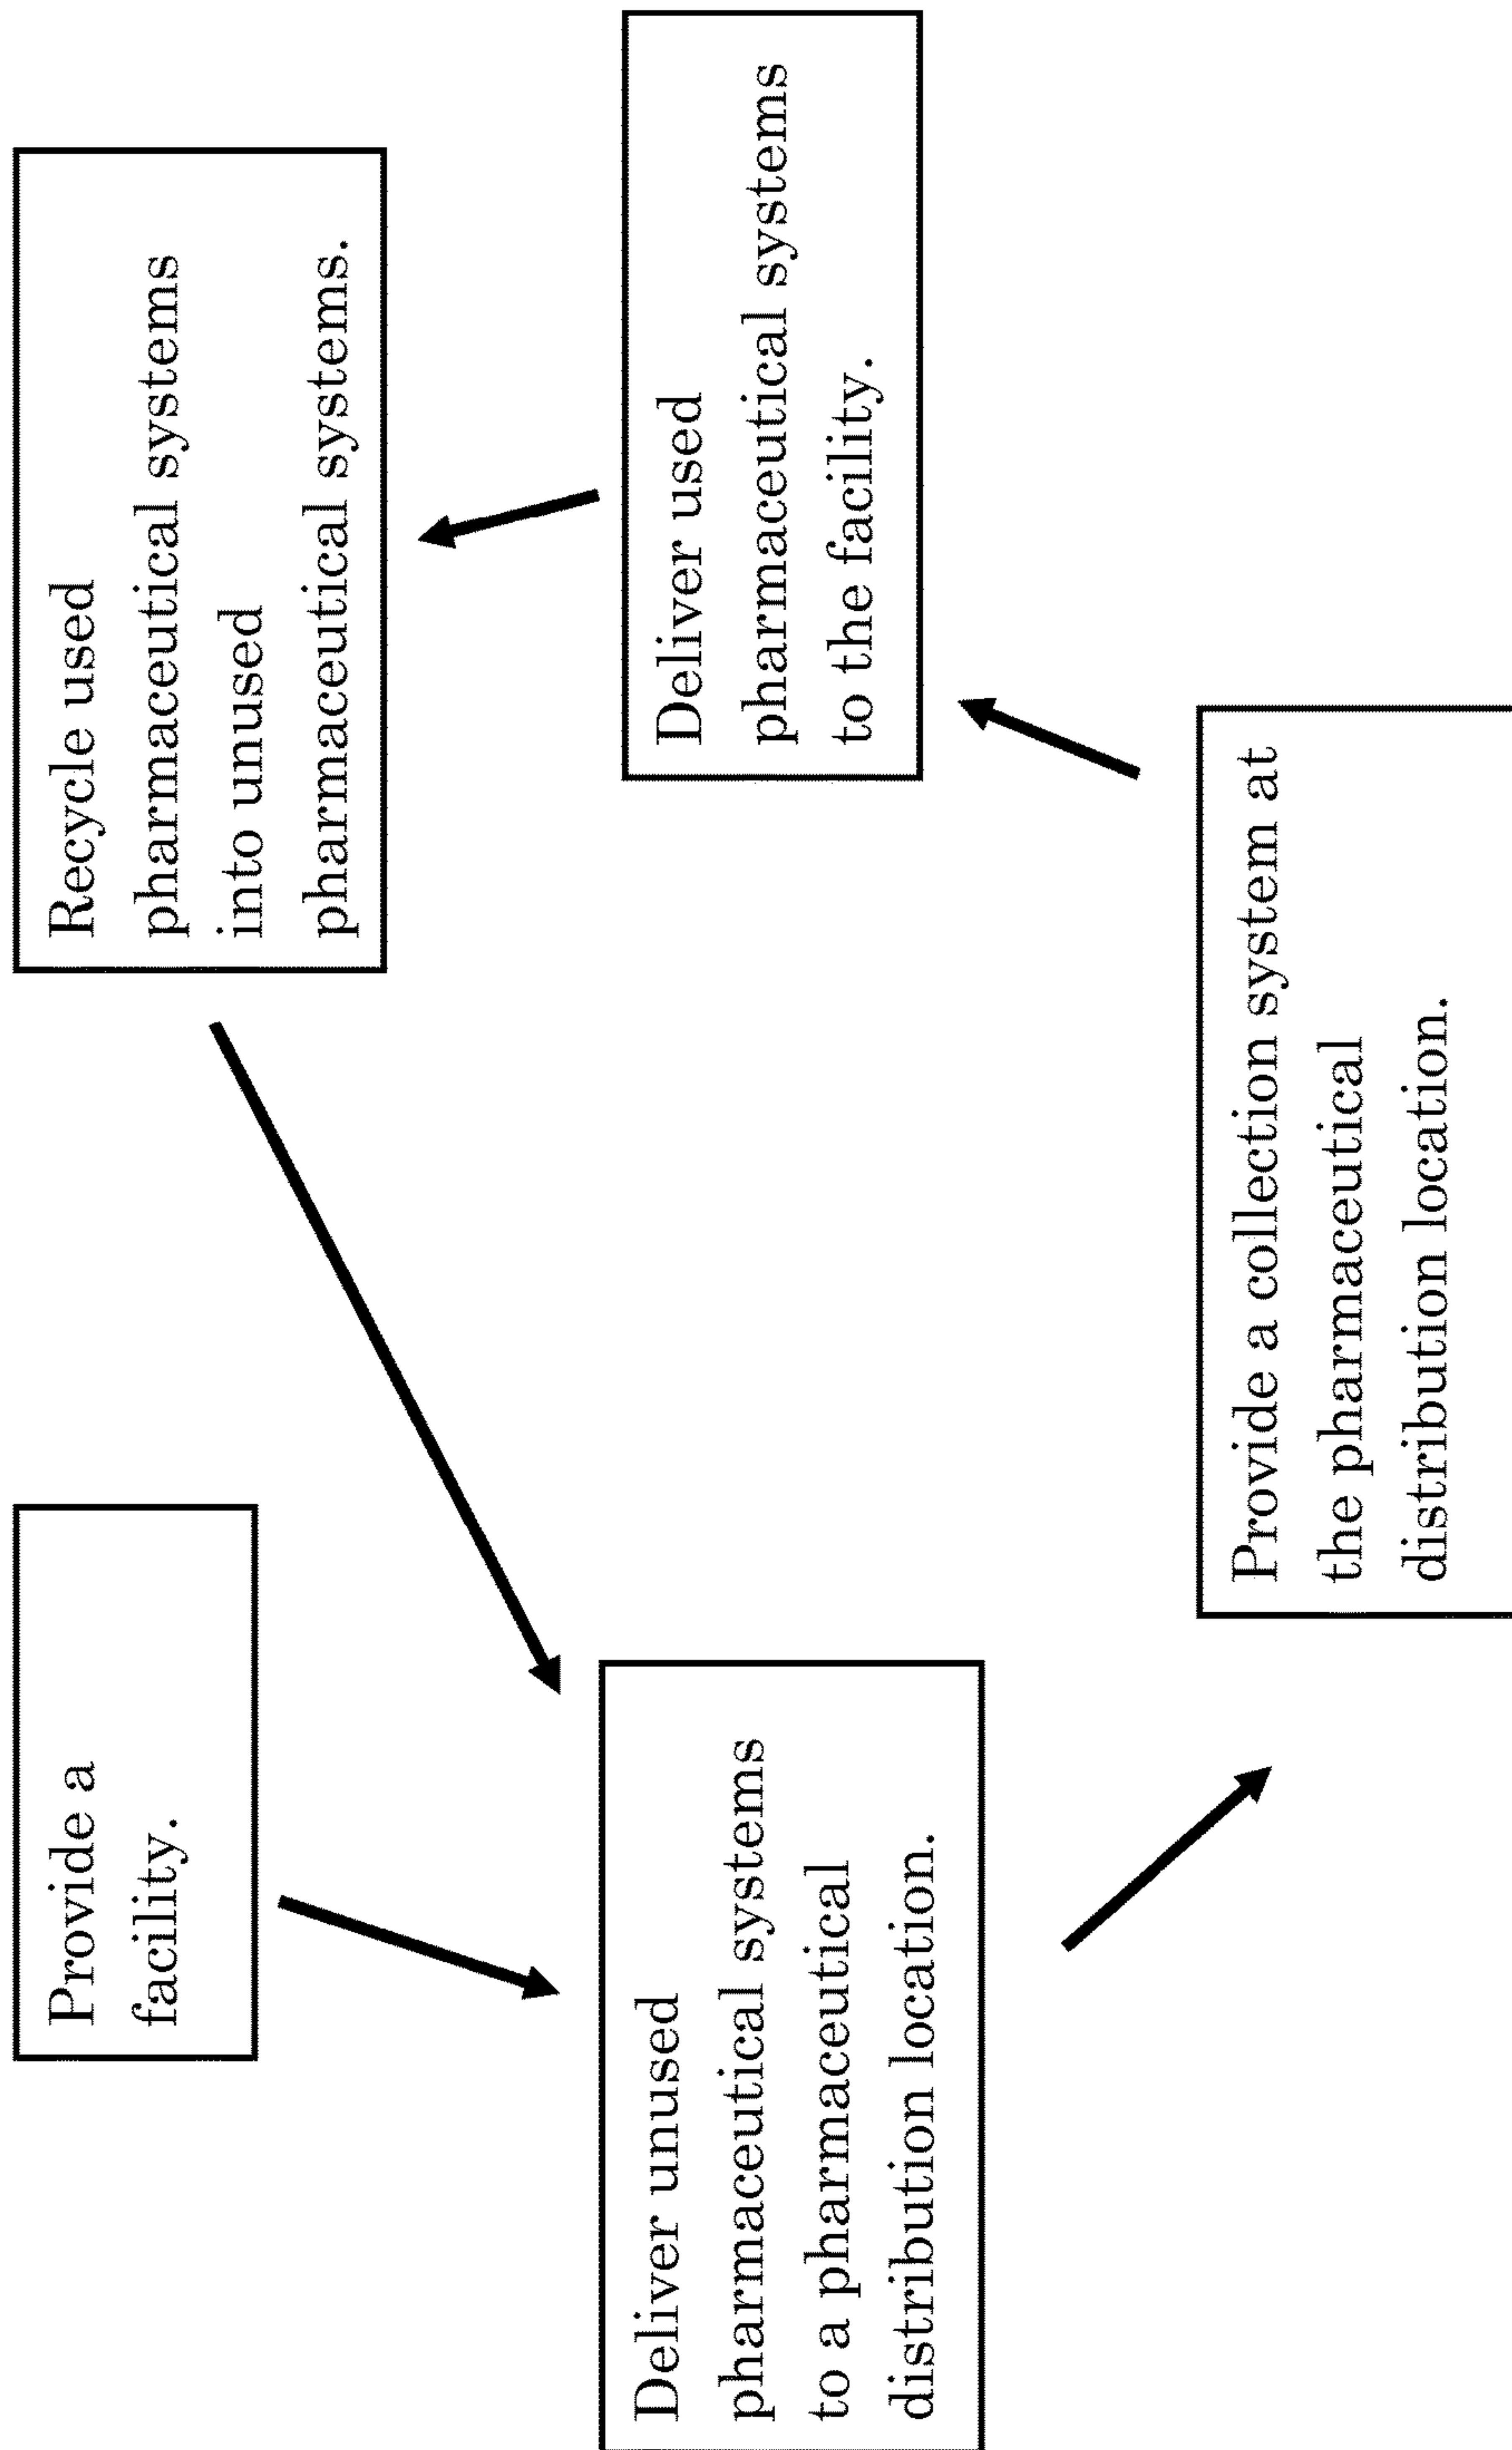 Provide a
facility.
Recycle used
pharmaceutical systems
into unused
pharmaceutical systems.
Deliver unused
pharmaceutical systems
to a pharmaceutical
distribution location.
Deliver used
pharmaceutical systems
to the facility.
Provide a collection system at
the pharmaceutical
distribution location.